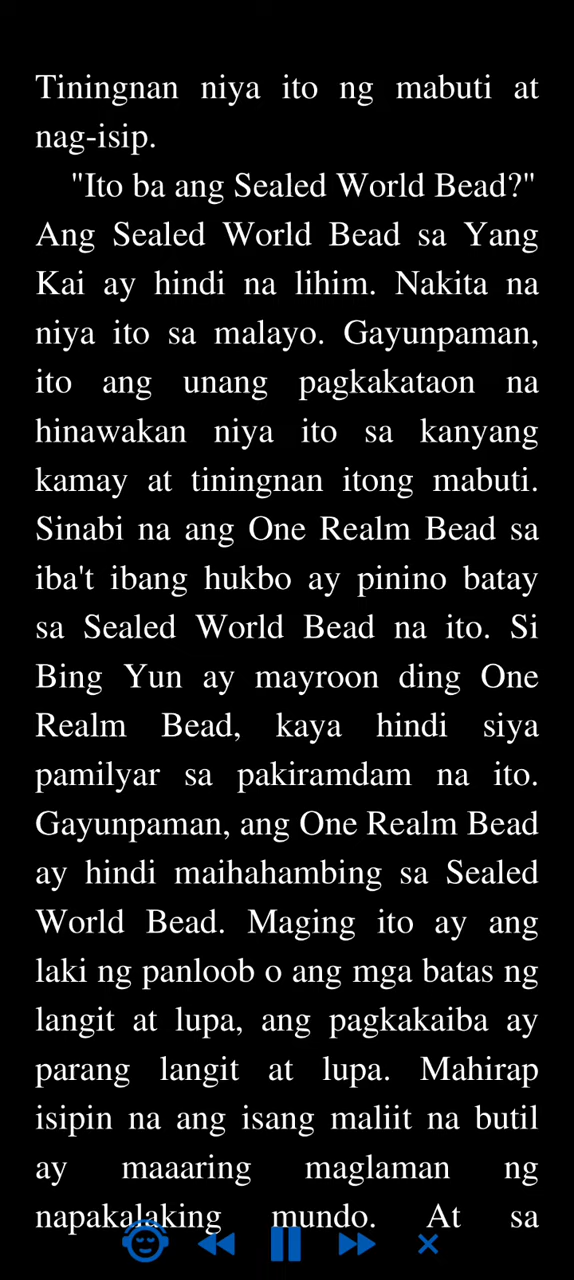 Tiningnan niya ito ng mabuti at
nag-isip.
"Ito ba ang Sealed World Bead?"
Ang Sealed World Bead sa Yang
Kai ay hindi na lihim. Nakita na
niya ito sa malayo. Gayunpaman,
ito ang unang pagkakataon na
hinawakan niya ito sa kanyang
kamay at tiningnan itong mabuti.
Sinabi na ang One Realm Bead sa
iba't ibang hukbo ay pinino batay
sa Sealed World Bead na ito. Si
Bing Yun ay mayroon ding One
Realm Bead, kaya hindi siya
pamilyar sa pakiramdam na ito.
Gayunpaman, ang One Realm Bead
ay hindi maihahambing sa Sealed
World Bead. Maging ito ay ang
laki ng panloob o ang mga batas ng
langit at lupa, ang pagkakaiba ay
parang langit at lupa. Mahirap
isipin na ang isang maliit na butil
ay maaaring maglaman ng
napakalaking mundo. At sa